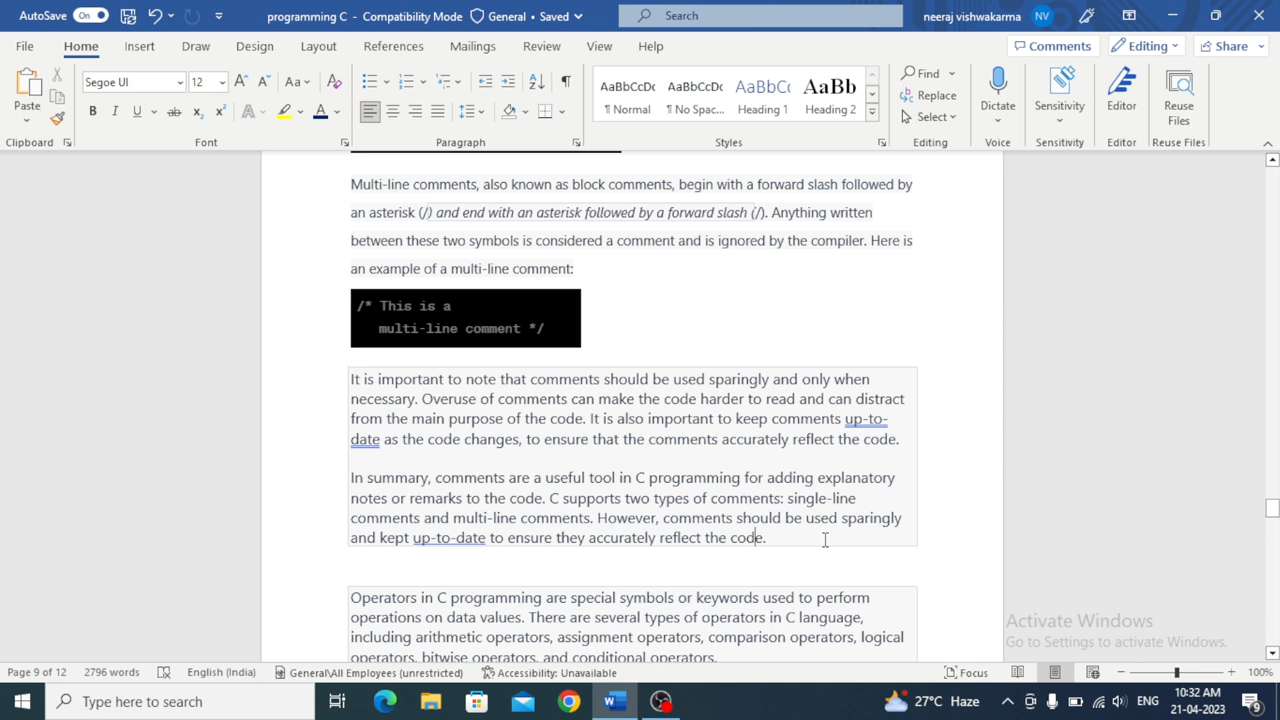 AutoSave On programming C - Compatibility Mode General • Saved Search neeraj vishwakarma NV
File Home Insert Draw Design Layout References Mailings Review View Help Comments Editing Share
Paste Segoe UI 12 A A Aa A
B I U ab x2 x2 A A
AaBbCcDc AaBbCcDc AaBbCc AaBb
¶ Normal ¶ No Spac... Heading 1 Heading 2
Find Replace Select
Dictate Sensitivity Editor Reuse Files
Clipboard Font Paragraph Styles Editing Voice Sensitivity Editor Reuse Files
Multi-line comments, also known as block comments, begin with a forward slash followed by
an asterisk (/) and end with an asterisk followed by a forward slash (/). Anything written
between these two symbols is considered a comment and is ignored by the compiler. Here is
an example of a multi-line comment:
/* This is a
multi-line comment */
It is important to note that comments should be used sparingly and only when
necessary. Overuse of comments can make the code harder to read and can distract
from the main purpose of the code. It is also important to keep comments up-to-
date as the code changes, to ensure that the comments accurately reflect the code.
In summary, comments are a useful tool in C programming for adding explanatory
notes or remarks to the code. C supports two types of comments: single-line
comments and multi-line comments. However, comments should be used sparingly
and kept up-to-date to ensure they accurately reflect the code.
Operators in C programming are special symbols or keywords used to perform
operations on data values. There are several types of operators in C language,
including arithmetic operators, assignment operators, comparison operators, logical
operators, bitwise operators, and conditional operators.
Activate Windows
Go to Settings to activate Windows.
Page 9 of 12 2796 words English (India) General\All Employees (unrestricted) Accessibility: Unavailable Focus 100%
Type here to search 27°C Haze ENG 10:32 AM
21-04-2023 9